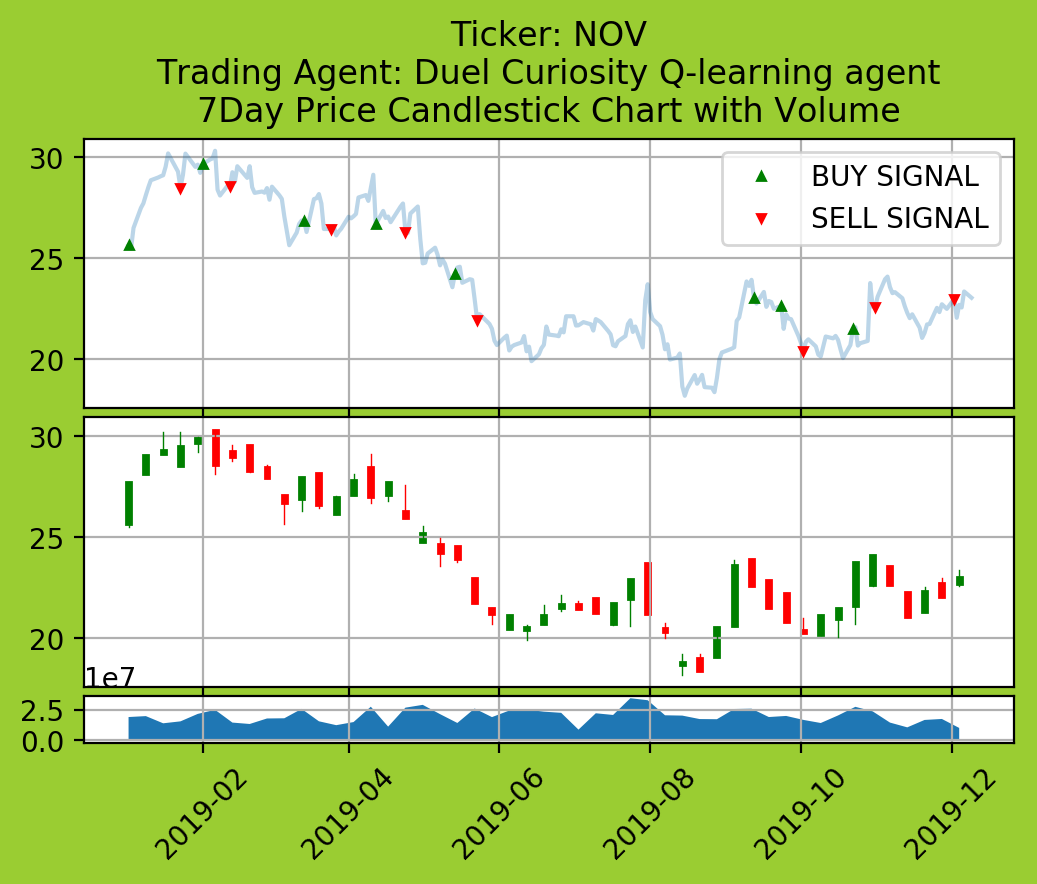 Ticker: NOV
Trading Agent: Duel Curiosity Q-learning agent
7Day Price Candlestick Chart with Volume
30
25
20
BUY SIGNAL
SELL SIGNAL
30
25
20
1e7
2.5
0.0
2019-02
2019-04
2019-06
2019-08
2019-10
2019-12